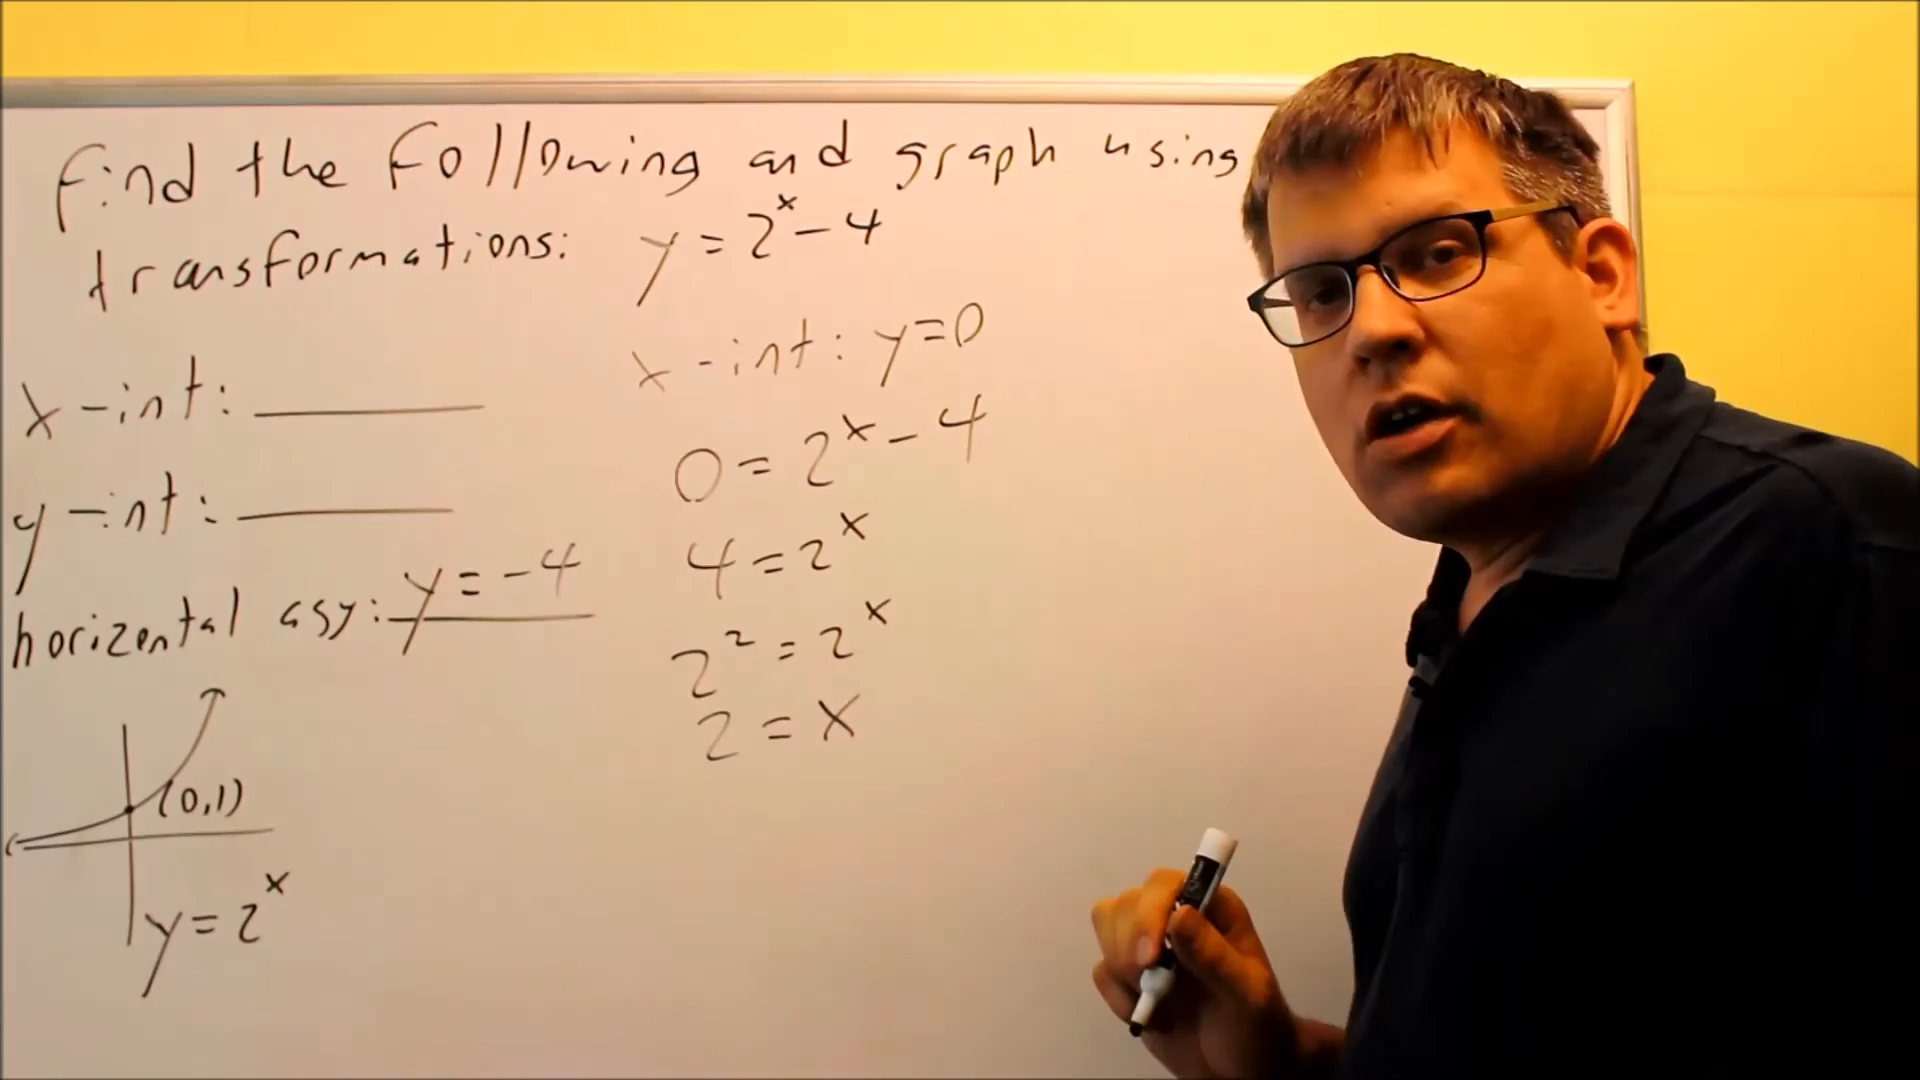 Find the Following and graph using
transformations: y = 2^x - 4
x-int: ______
y-int: ______
horizontal asy: y = -4
(0,1)
y = 2^x
x-int: y=0
0 = 2^x - 4
4 = 2^x
2^2 = 2^x
2 = x